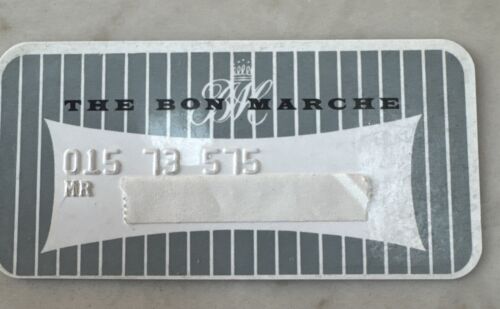 THE BON MARCHE
015 73 575
MR